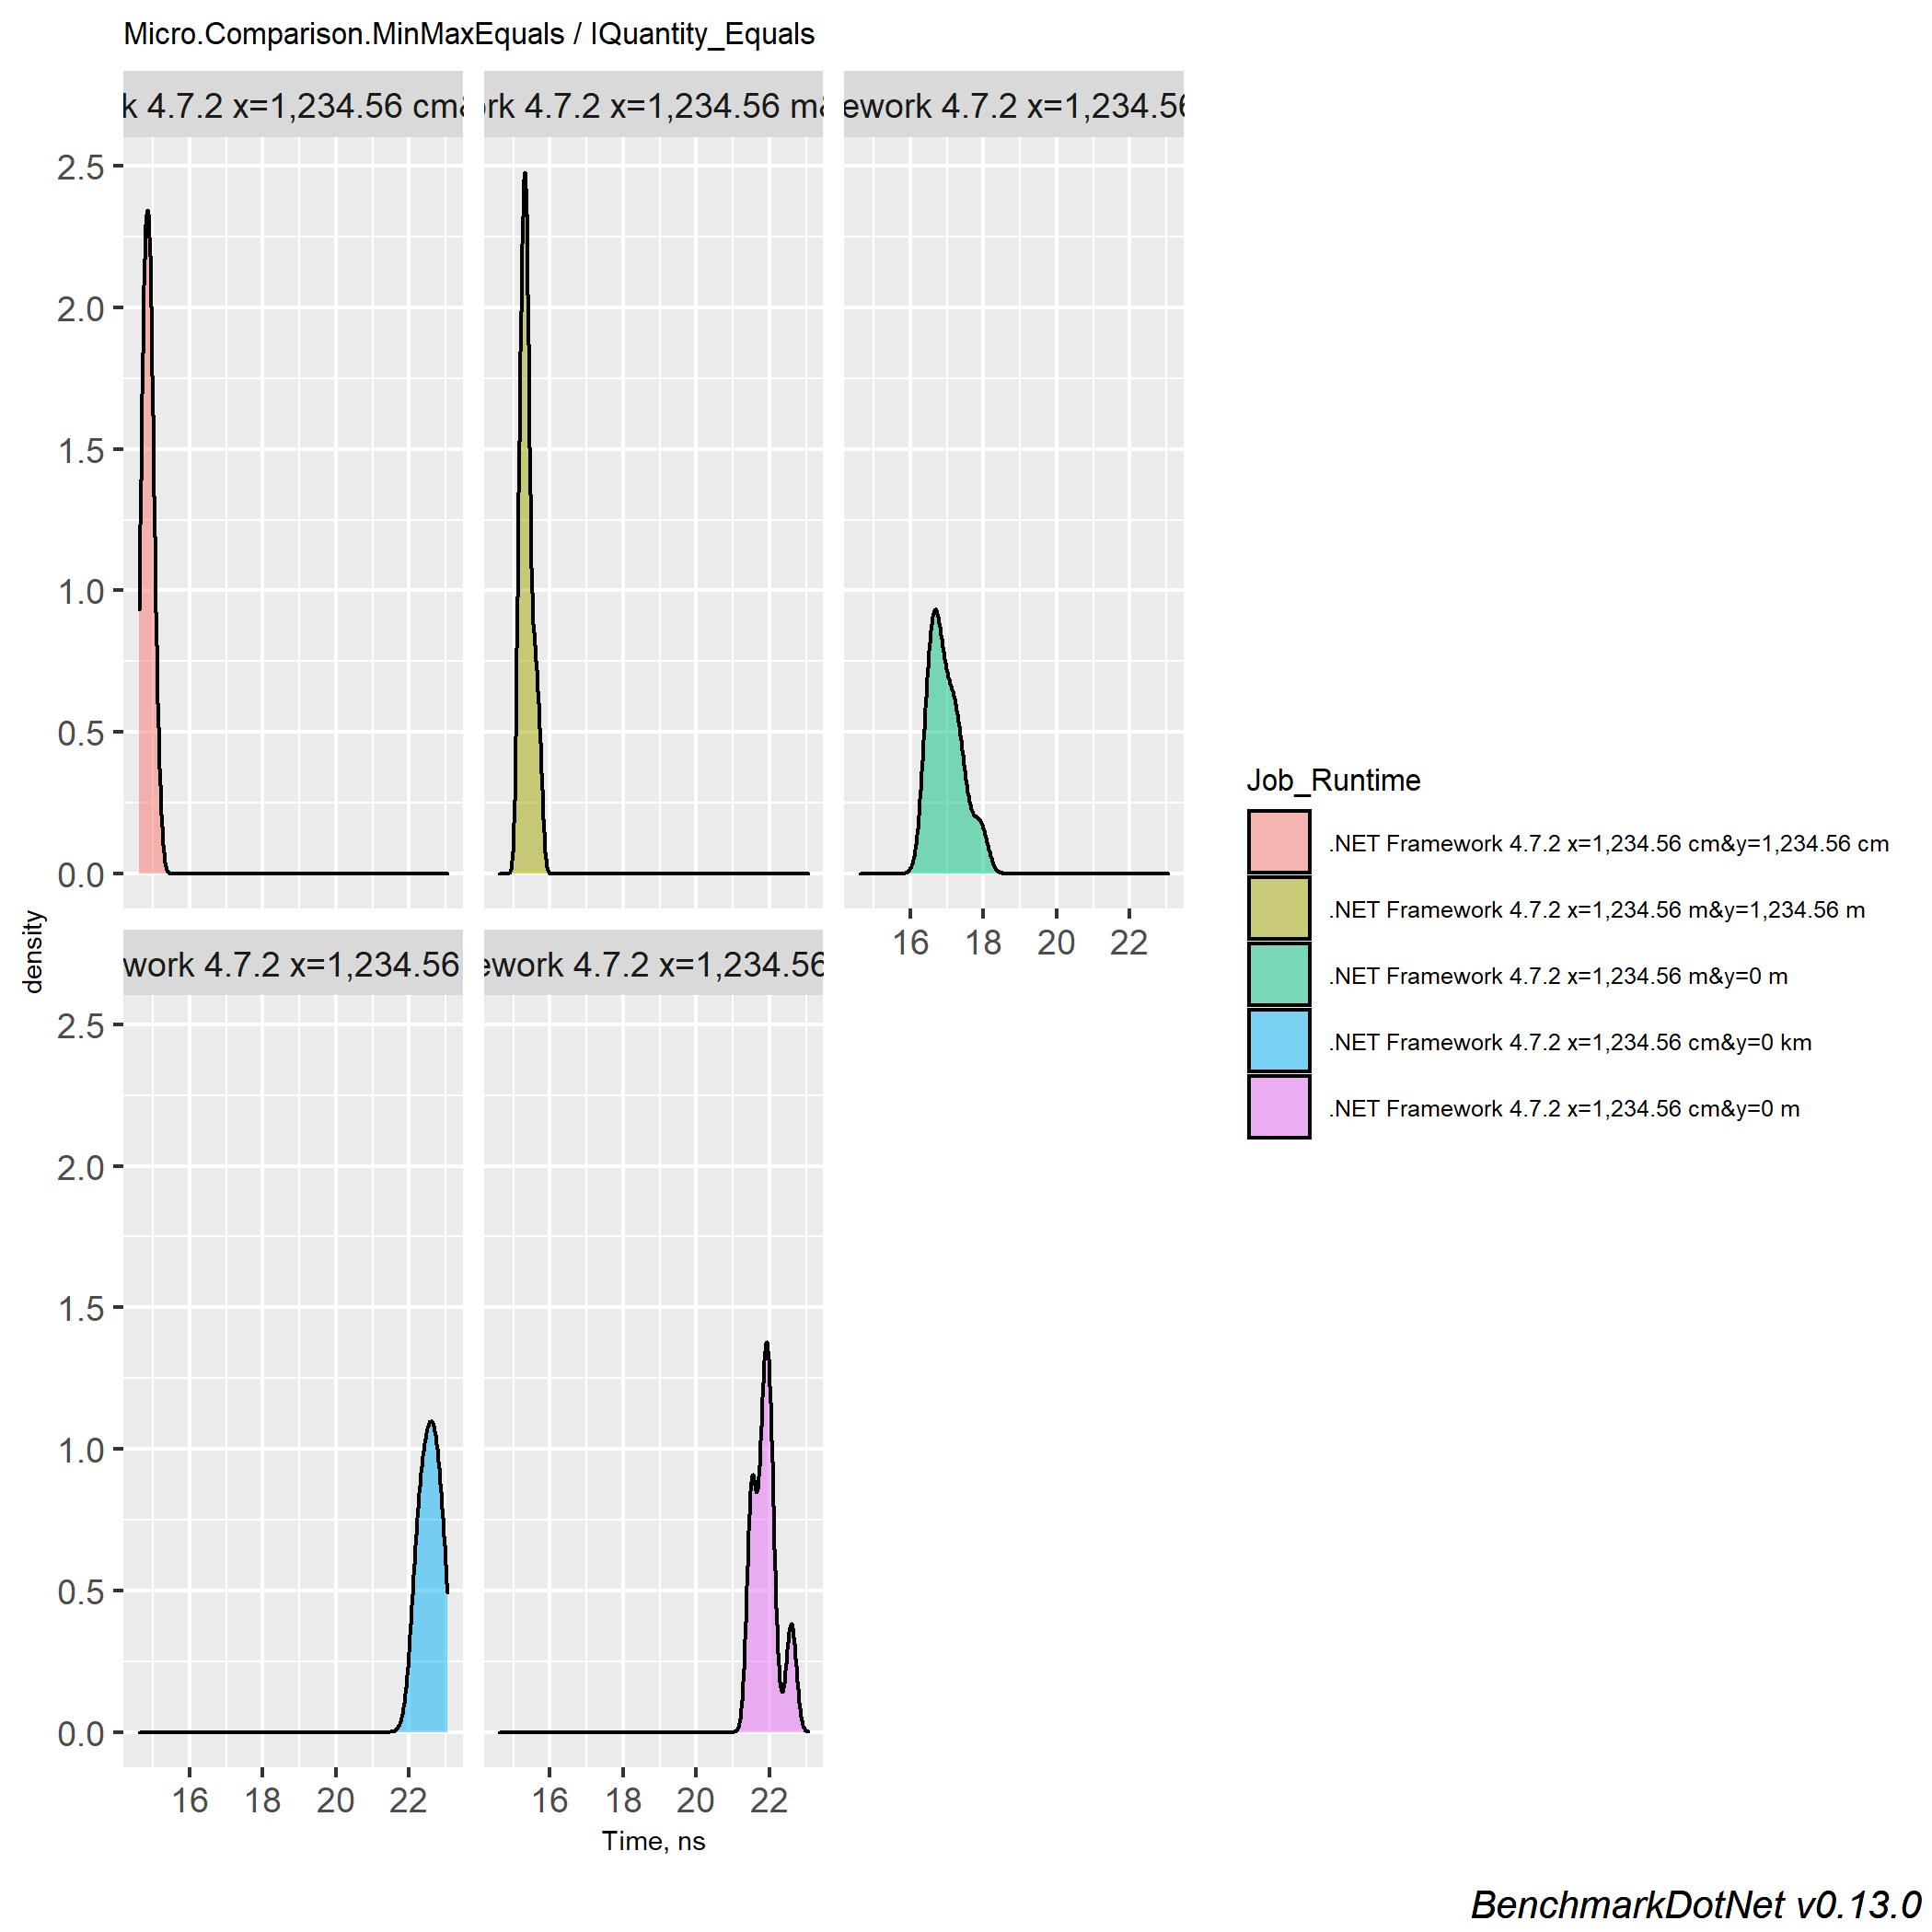 Micro.Comparison.MinMaxEquals / IQuantity_Equals
k 4.7.2 x=1,234.56 cm&
ork 4.7.2 x=1,234.56 m&
ework 4.7.2 x=1,234.56
2.5
2.0
1.5
1.0
0.5
0.0
16 18 20 22
density
work 4.7.2 x=1,234.56
ework 4.7.2 x=1,234.56
2.5
2.0
1.5
1.0
0.5
0.0
16 18 20 22
16 18 20 22
Time, ns
Job_Runtime
.NET Framework 4.7.2 x=1,234.56 cm&y=1,234.56 cm
.NET Framework 4.7.2 x=1,234.56 m&y=1,234.56 m
.NET Framework 4.7.2 x=1,234.56 m&y=0 m
.NET Framework 4.7.2 x=1,234.56 cm&y=0 km
.NET Framework 4.7.2 x=1,234.56 cm&y=0 m
BenchmarkDotNet v0.13.0